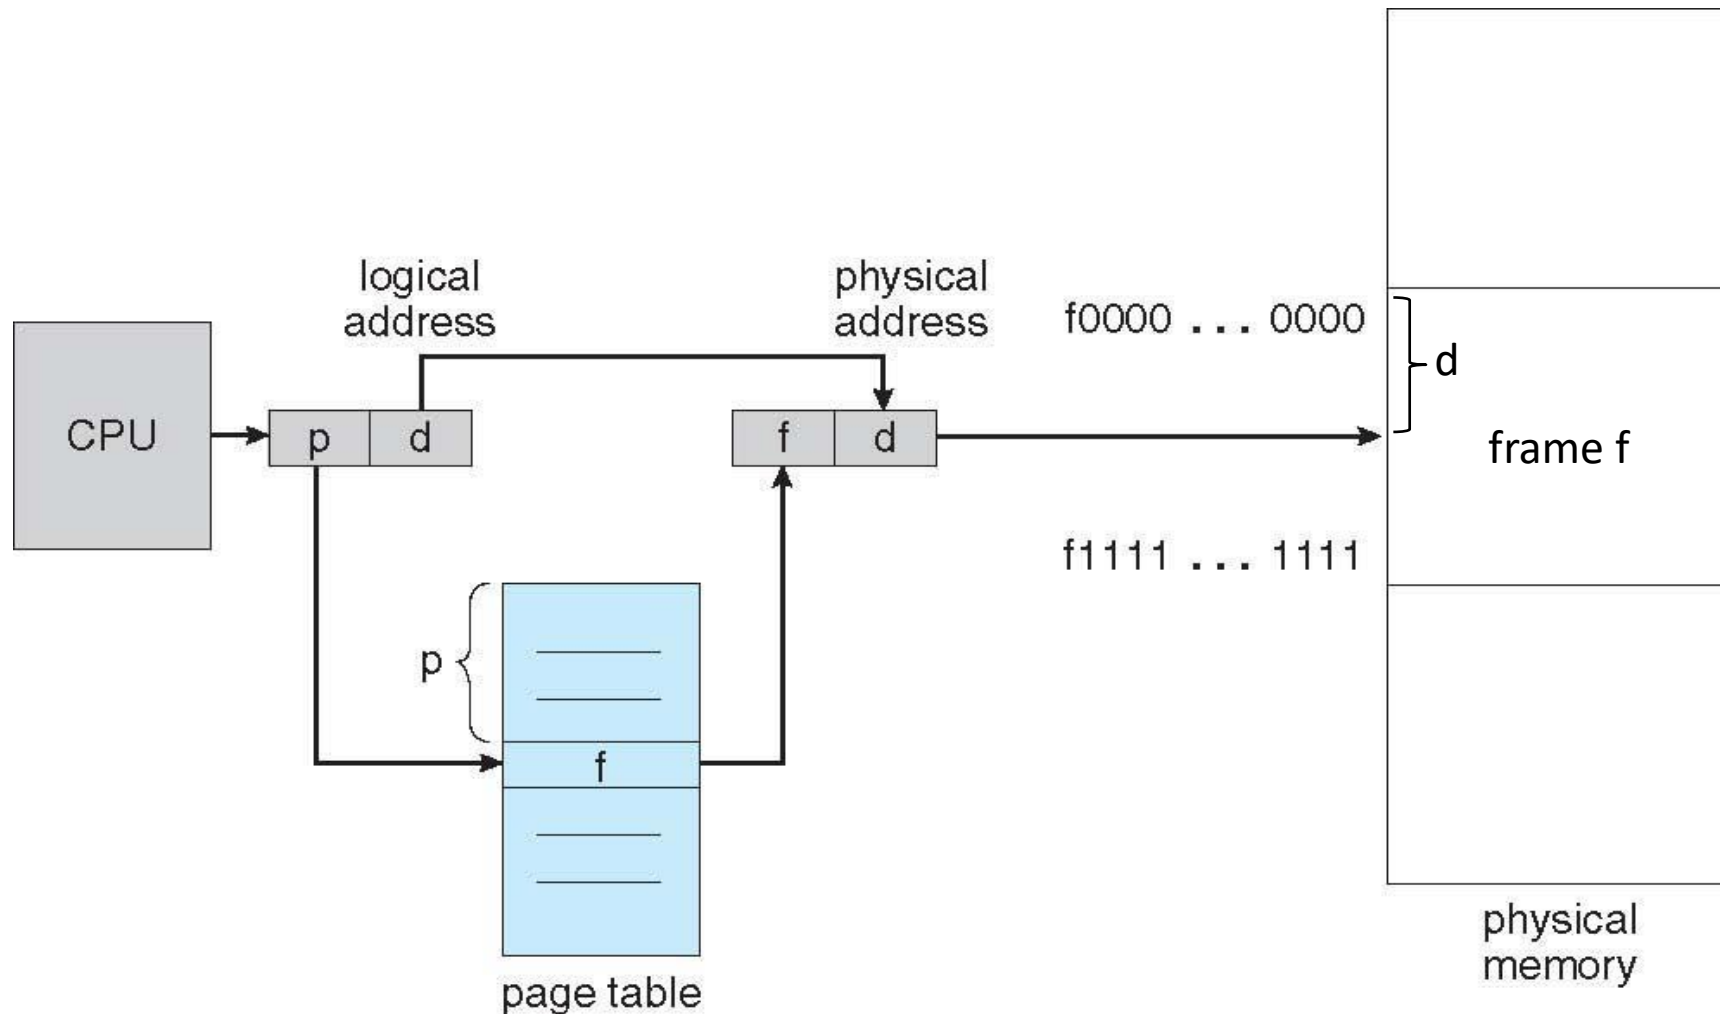 logical
address
physical
address
f0000 ... 0000
d
CPU
p
d
f
d
frame f
f1111 ... 1111
p
f
page table
physical
memory